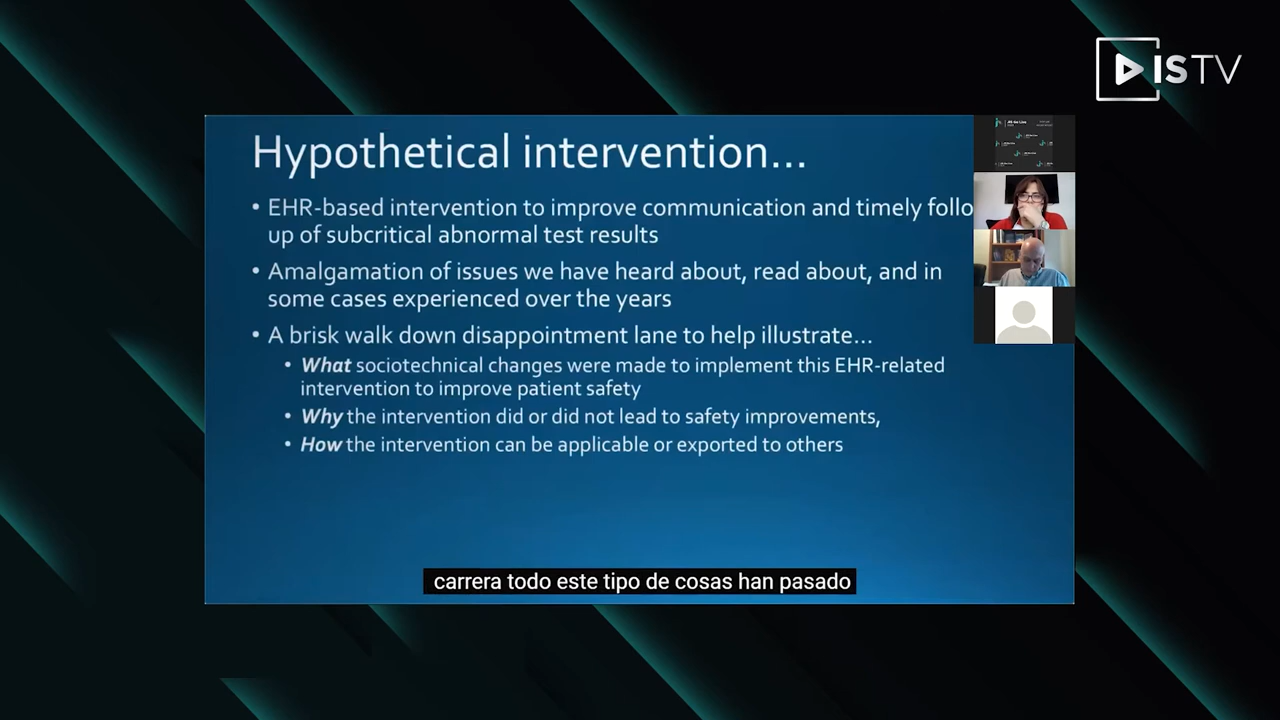 iSTV
Hypothetical intervention...
• EHR-based intervention to improve communication and timely follo
up of subcritical abnormal test results
• Amalgamation of issues we have heard about, read about, and in
some cases experienced over the years
• A brisk walk down disappointment lane to help illustrate...
• What sociotechnical changes were made to implement this EHR-related
intervention to improve patient safety
• Why the intervention did or did not lead to safety improvements,
• How the intervention can be applicable or exported to others
carrera todo este tipo de cosas han pasado